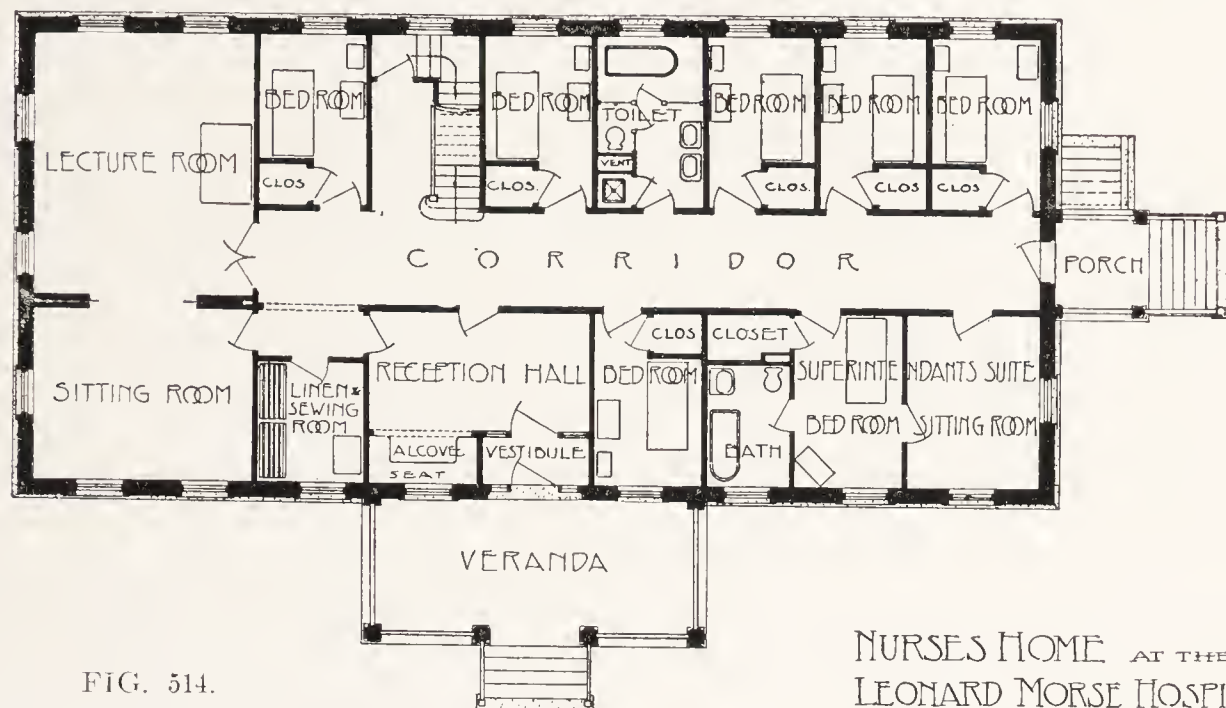 BED ROOM
BED ROOM
TOILET
BED ROOM
BED ROOM
BED ROOM
LECTURE ROOM
VENT
CLOS
CLOS.
CLOS.
CLOS
CLOS
CORRIDOR
PORCH
CLOS
CLOSET
SITTING ROOM
LINEN &
SEWING
ROOM
RECEPTION HALL
BED ROOM
SUPERINTENDANTS SUITE
BED ROOM
SITTING ROOM
ALCOVE
SEAT
VESTIBULE
BATH
VERANDA
FIG. 514.
NURSES HOME AT THE
LEONARD MORSE